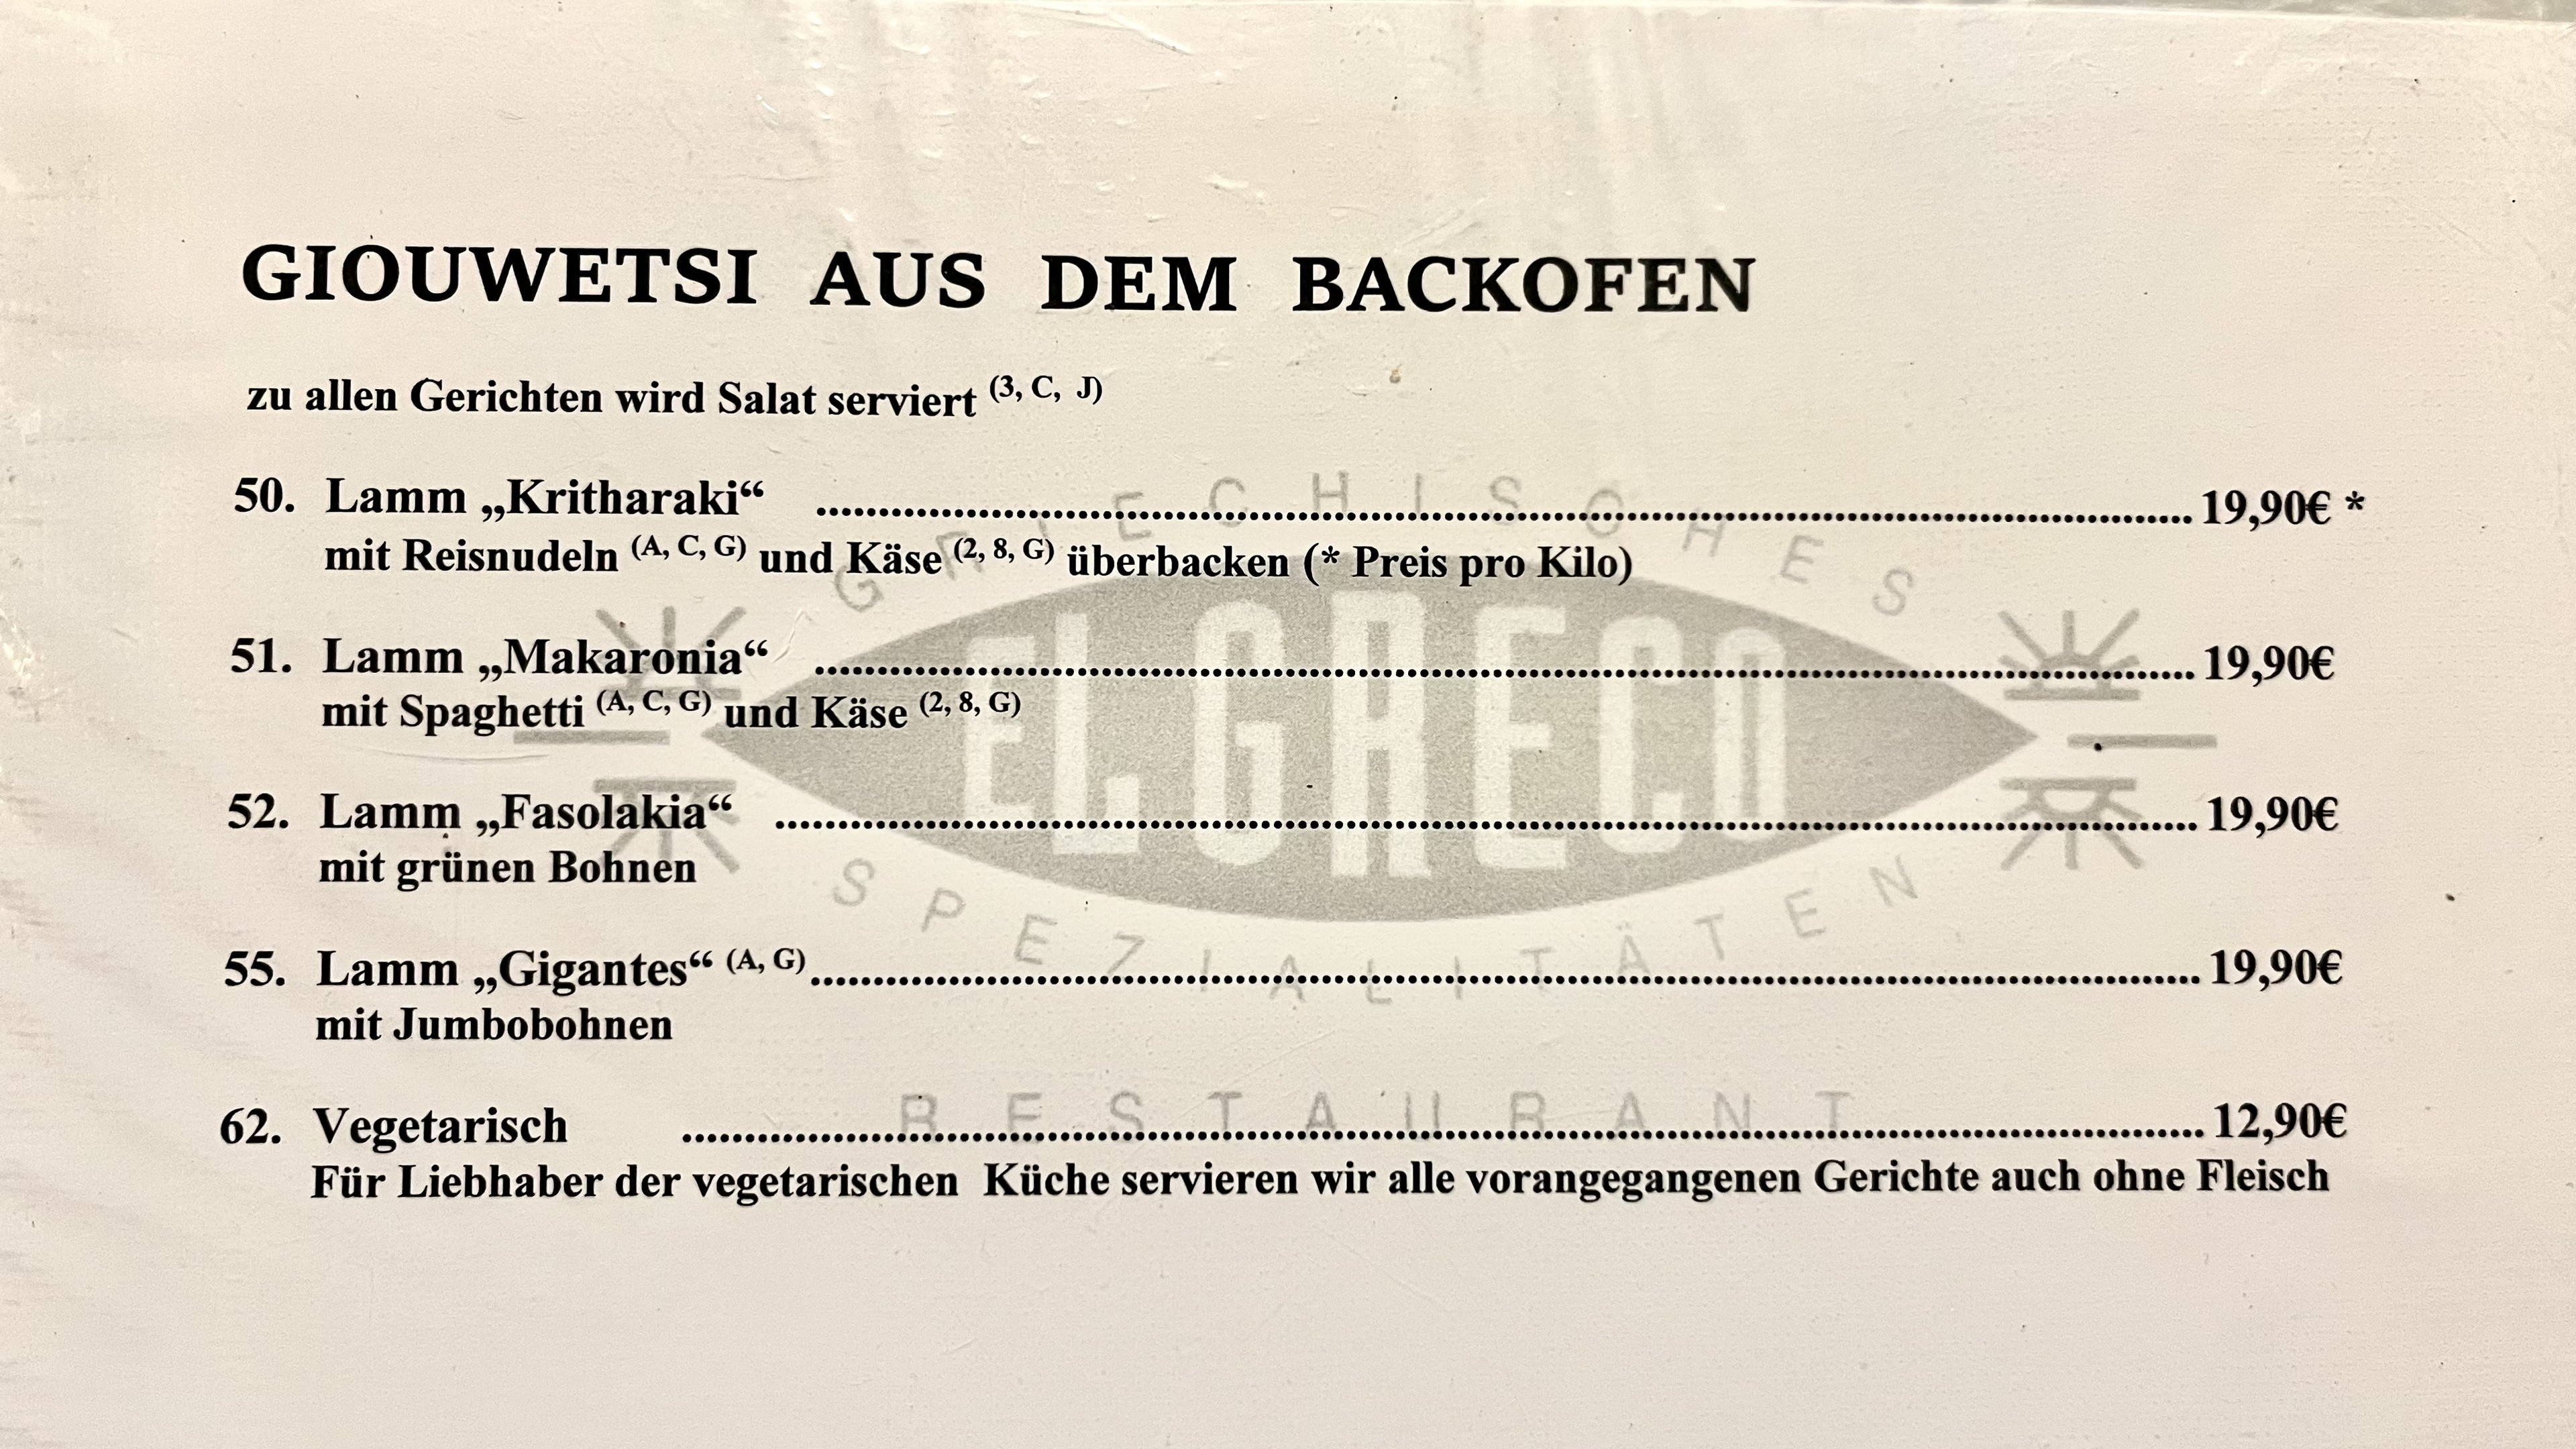 GIOUWETSI AUS DEM BACKOFEN
zu allen Gerichten wird Salat serviert (3, C, J)
50. Lamm „Kritharaki“ ........ 19,90€ *
mit Reisnudeln (A, C, G) und Käse (2, 8, G) überbacken (* Preis pro Kilo)
51. Lamm „Makaronia“ ........ 19,90€
mit Spaghetti (A, C, G) und Käse (2, 8, G)
52. Lamm „Fasolakia“ ........ 19,90€
mit grünen Bohnen
55. Lamm „Gigantes“ (A, G) ........ 19,90€
mit Jumbobohnen
62. Vegetarisch ........ 12,90€
Für Liebhaber der vegetarischen Küche servieren wir alle vorangegangenen Gerichte auch ohne Fleisch
GRIECHISCHES
EL GRECO
SPEZIALITÄTEN
RESTAURANT